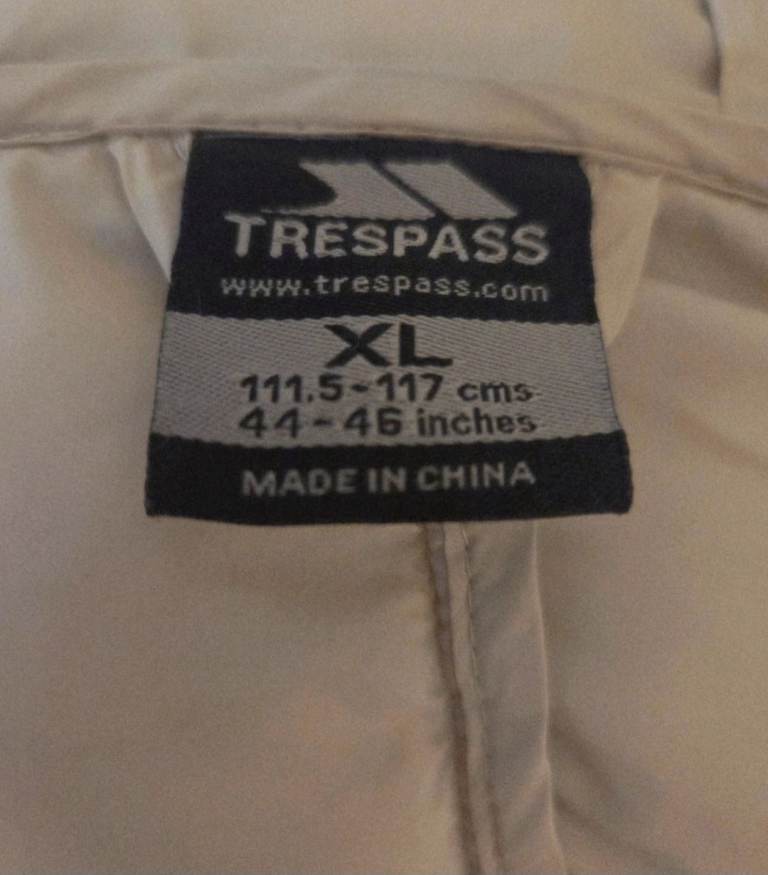 TRESPASS
www.trespass.com
XL
111.5-117 cms
44-46 inches
MADE IN CHINA